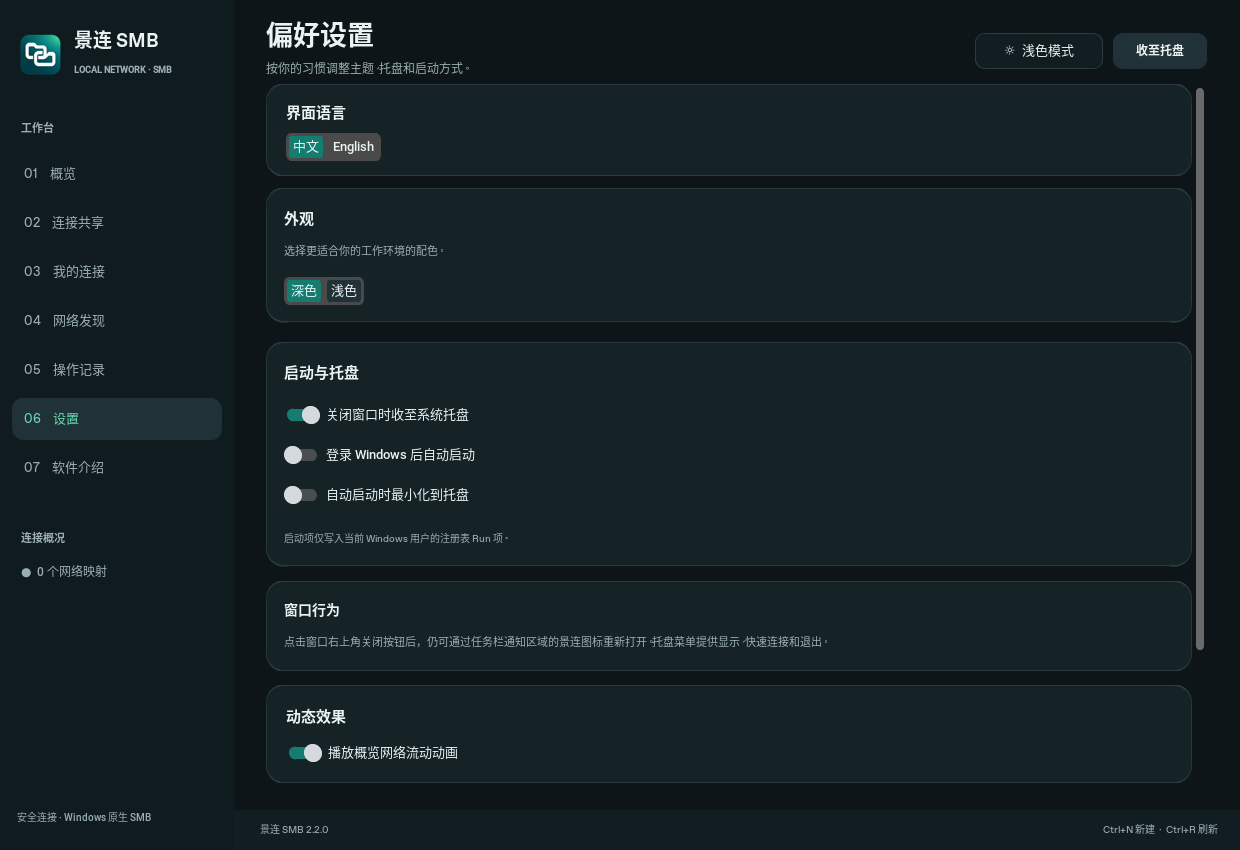 景连 SMB
LOCAL NETWORK · SMB
工作台
01 概览
02 连接共享
03 我的连接
04 网络发现
05 操作记录
06 设置
07 软件介绍
连接概况
0 个网络映射
安全连接 · Windows 原生 SMB
偏好设置
按你的习惯调整主题、托盘和启动方式。
☼ 浅色模式
收至托盘
界面语言
中文 English
外观
选择更适合你的工作环境的配色。
深色 浅色
启动与托盘
关闭窗口时收至系统托盘
登录 Windows 后自动启动
自动启动时最小化到托盘
启动项仅写入当前 Windows 用户的注册表 Run 项。
窗口行为
点击窗口右上角关闭按钮后，仍可通过任务栏通知区域的景连图标重新打开、托盘菜单提供显示、快速连接和退出。
动态效果
播放概览网络流动动画
景连 SMB 2.2.0
Ctrl+N 新建 · Ctrl+R 刷新